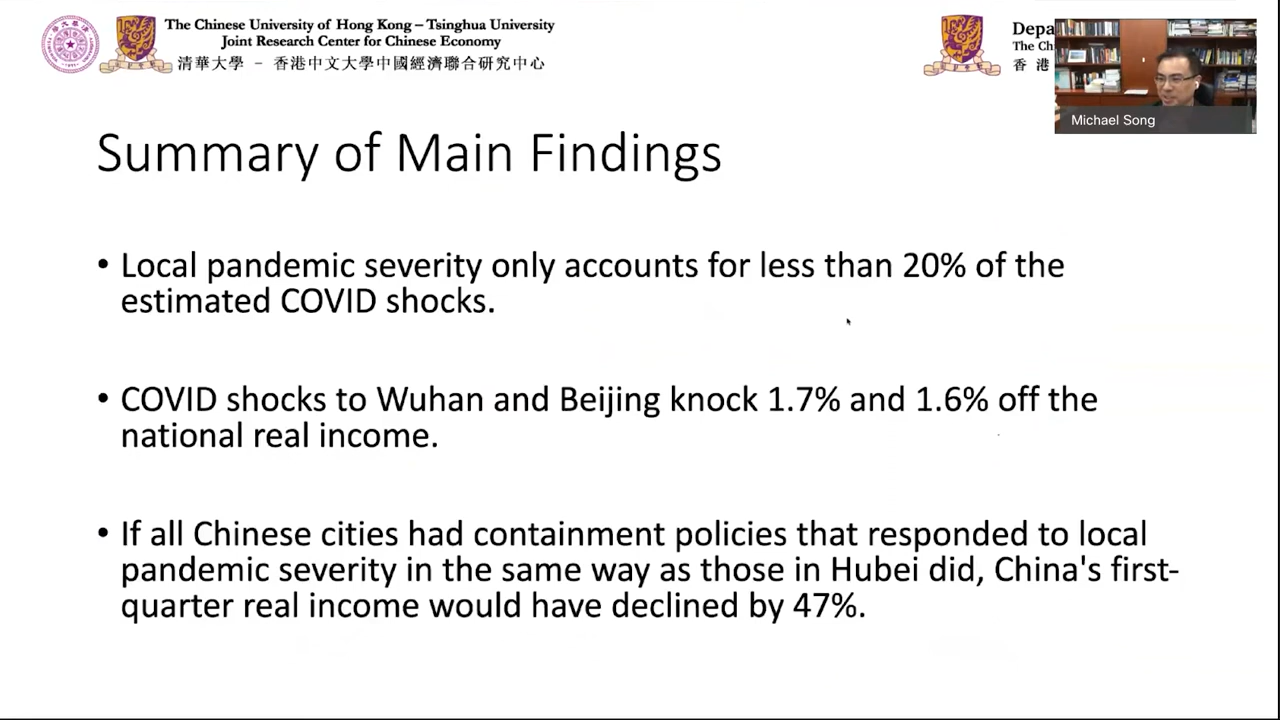 The Chinese University of Hong Kong – Tsinghua University
Joint Research Center for Chinese Economy
清華大學 – 香港中文大學中國經濟聯合研究中心
The Ch
香 港
Michael Song
Summary of Main Findings
• Local pandemic severity only accounts for less than 20% of the
estimated COVID shocks.
• COVID shocks to Wuhan and Beijing knock 1.7% and 1.6% off the
national real income.
• If all Chinese cities had containment policies that responded to local
pandemic severity in the same way as those in Hubei did, China's first-
quarter real income would have declined by 47%.